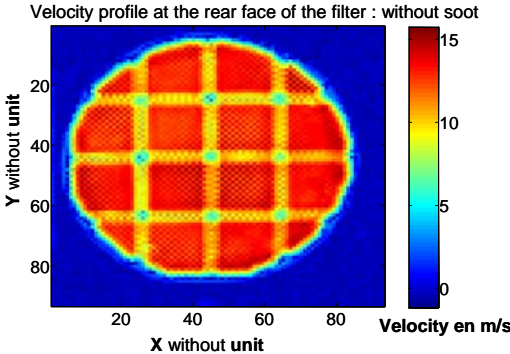 Velocity profile at the rear face of the filter : without soot
15
10
5
0
20
40
60
80
Y without unit
20 40 60 80
X without unit
Velocity en m/s